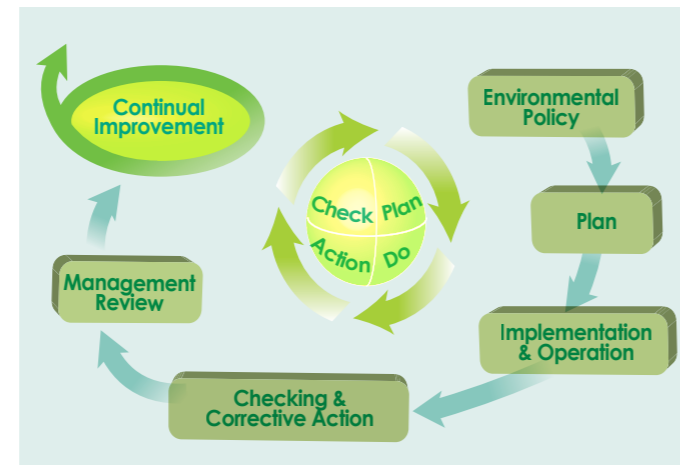 Continual
Improvement
Environmental
Policy
Check Plan
Action Do
Plan
Management
Review
Implementation
& Operation
Checking &
Corrective Action